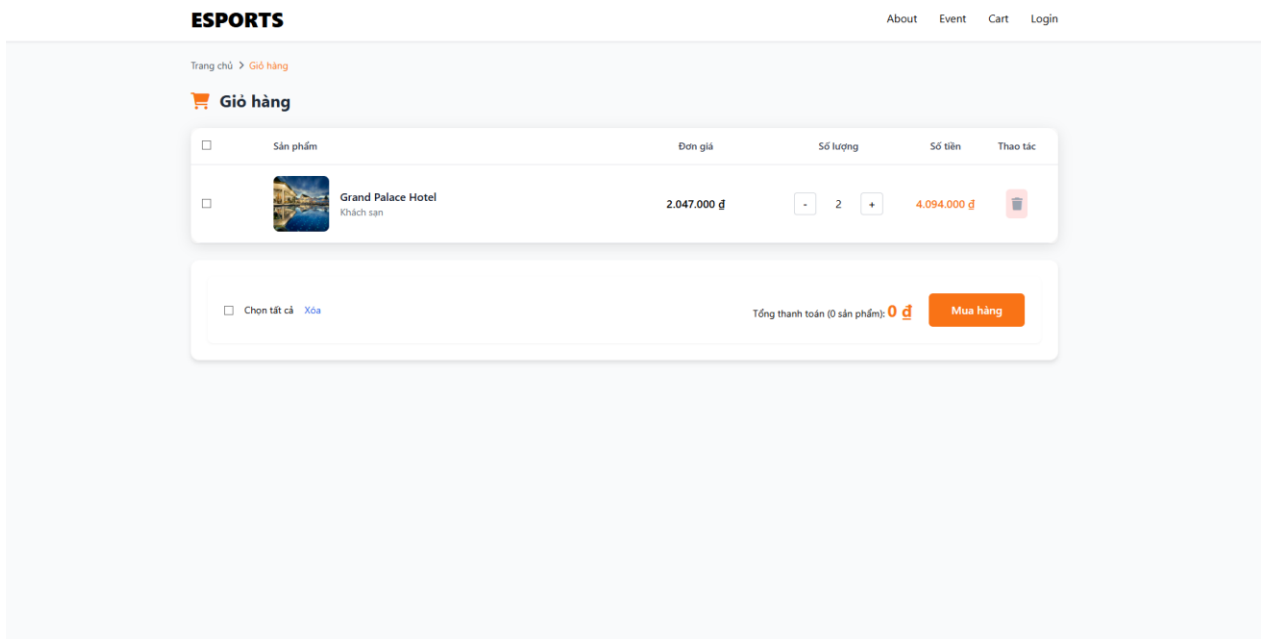 ESPORTS About Event Cart Login
Trang chủ > Giỏ hàng
Giỏ hàng
Sản phẩm Đơn giá Số lượng Số tiền Thao tác
Grand Palace Hotel
Khách sạn
2.047.000 ₫ - 2 + 4.094.000 ₫
Chọn tất cả Xóa Tổng thanh toán (0 sản phẩm): 0 ₫ Mua hàng